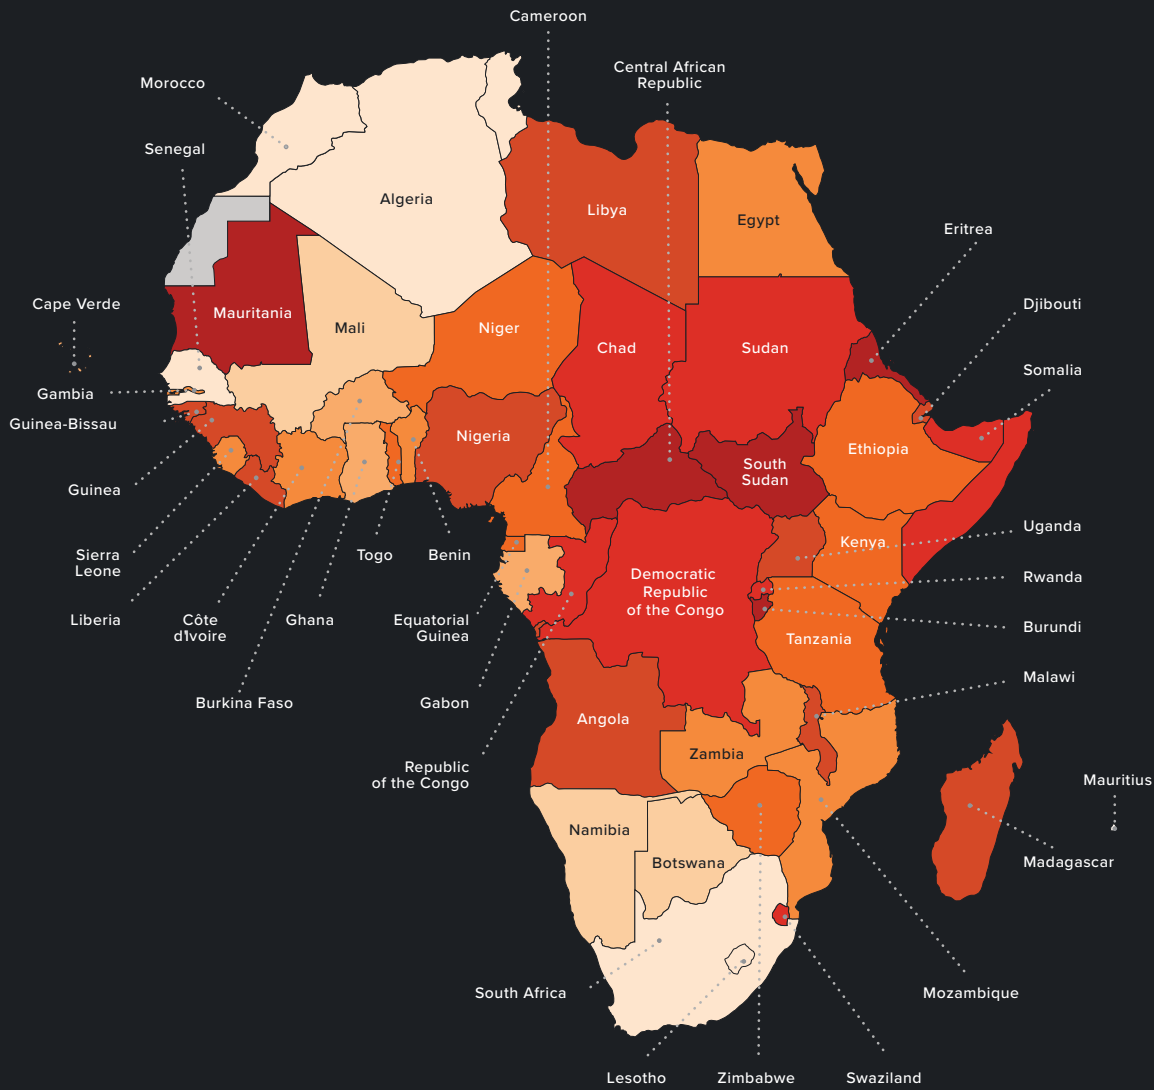 Cameroon
Central African
Republic
Morocco
Senegal
Algeria
Libya
Egypt
Eritrea
Cape Verde
Mauritania
Mali
Niger
Chad
Sudan
Djibouti
Somalia
Gambia
Guinea-Bissau
Nigeria
Ethiopia
South
Sudan
Guinea
Uganda
Kenya
Sierra
Leone
Togo
Benin
Democratic
Republic
of the Congo
Rwanda
Liberia
Côte
d'Ivoire
Ghana
Equatorial
Guinea
Tanzania
Burundi
Malawi
Burkina Faso
Gabon
Angola
Zambia
Republic
of the Congo
Mauritius
Namibia
Botswana
Madagascar
South Africa
Mozambique
Lesotho
Zimbabwe
Swaziland